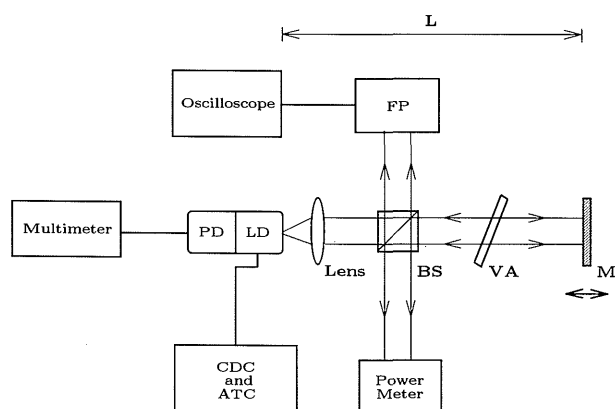 L
Oscilloscope
FP
Multimeter
PD
LD
Lens
BS
VA
M
CDC
and
ATC
Power
Meter